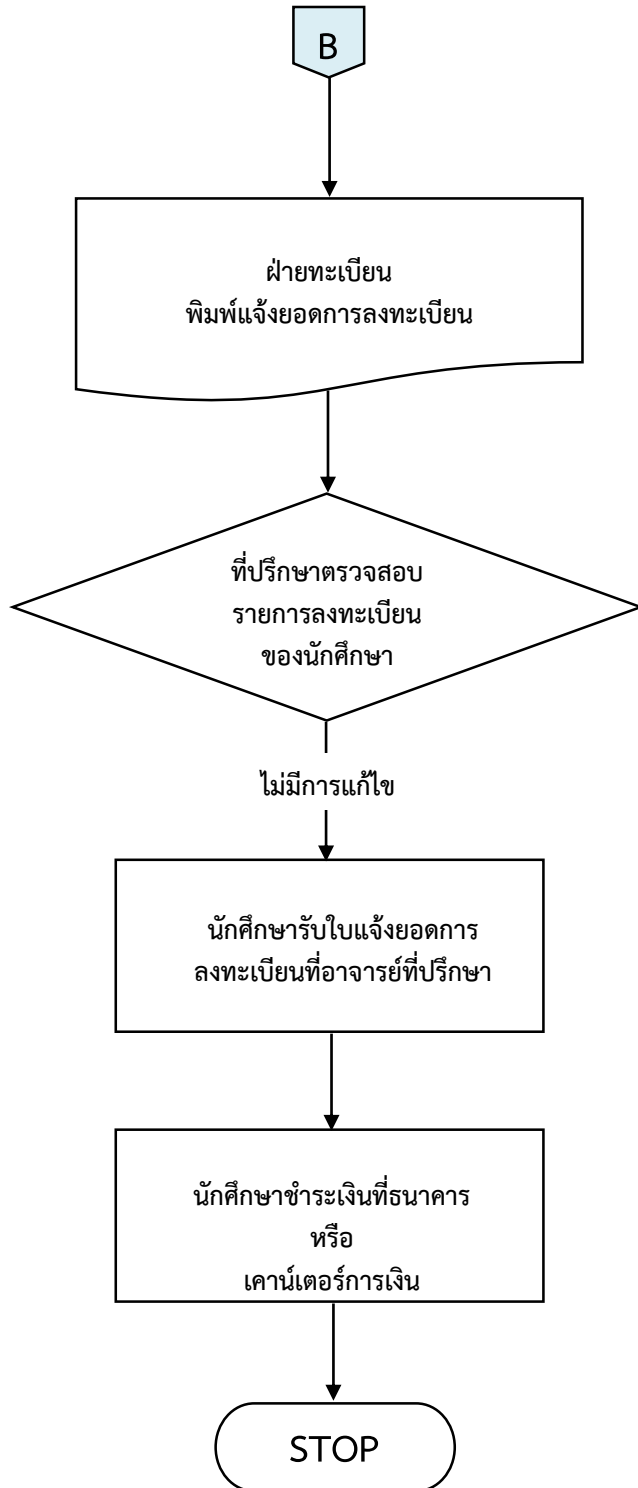 B
ฝ่ายทะเบียน
พิมพ์แจ้งยอดการลงทะเบียน
ที่ปรึกษาตรวจสอบ
รายการลงทะเบียน
ของนักศึกษา
ไม่มีการแก้ไข
นักศึกษารับใบแจ้งยอดการ
ลงทะเบียนที่อาจารย์ที่ปรึกษา
นักศึกษาชำระเงินที่ธนาคาร
หรือ
เคาน์เตอร์การเงิน
STOP